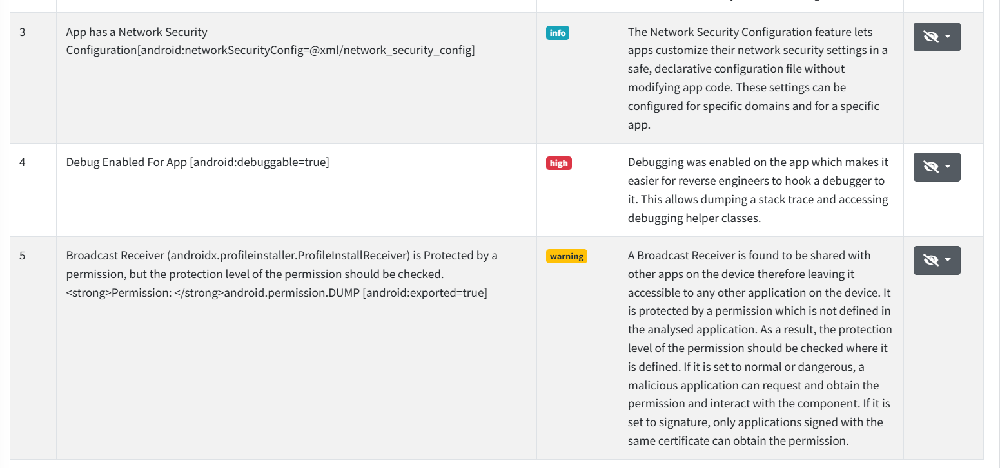 3
App has a Network Security
Configuration[android:networkSecurityConfig=@xml/network_security_config]
info
The Network Security Configuration feature lets
apps customize their network security settings in a
safe, declarative configuration file without
modifying app code. These settings can be
configured for specific domains and for a specific
app.
4
Debug Enabled For App [android:debuggable=true]
high
Debugging was enabled on the app which makes it
easier for reverse engineers to hook a debugger to
it. This allows dumping a stack trace and accessing
debugging helper classes.
5
Broadcast Receiver (androidx.profileinstaller.ProfileInstallReceiver) is Protected by a
permission, but the protection level of the permission should be checked.
<strong>Permission: </strong>android.permission.DUMP [android:exported=true]
warning
A Broadcast Receiver is found to be shared with
other apps on the device therefore leaving it
accessible to any other application on the device. It
is protected by a permission which is not defined in
the analysed application. As a result, the protection
level of the permission should be checked where it
is defined. If it is set to normal or dangerous, a
malicious application can request and obtain the
permission and interact with the component. If it is
set to signature, only applications signed with the
same certificate can obtain the permission.